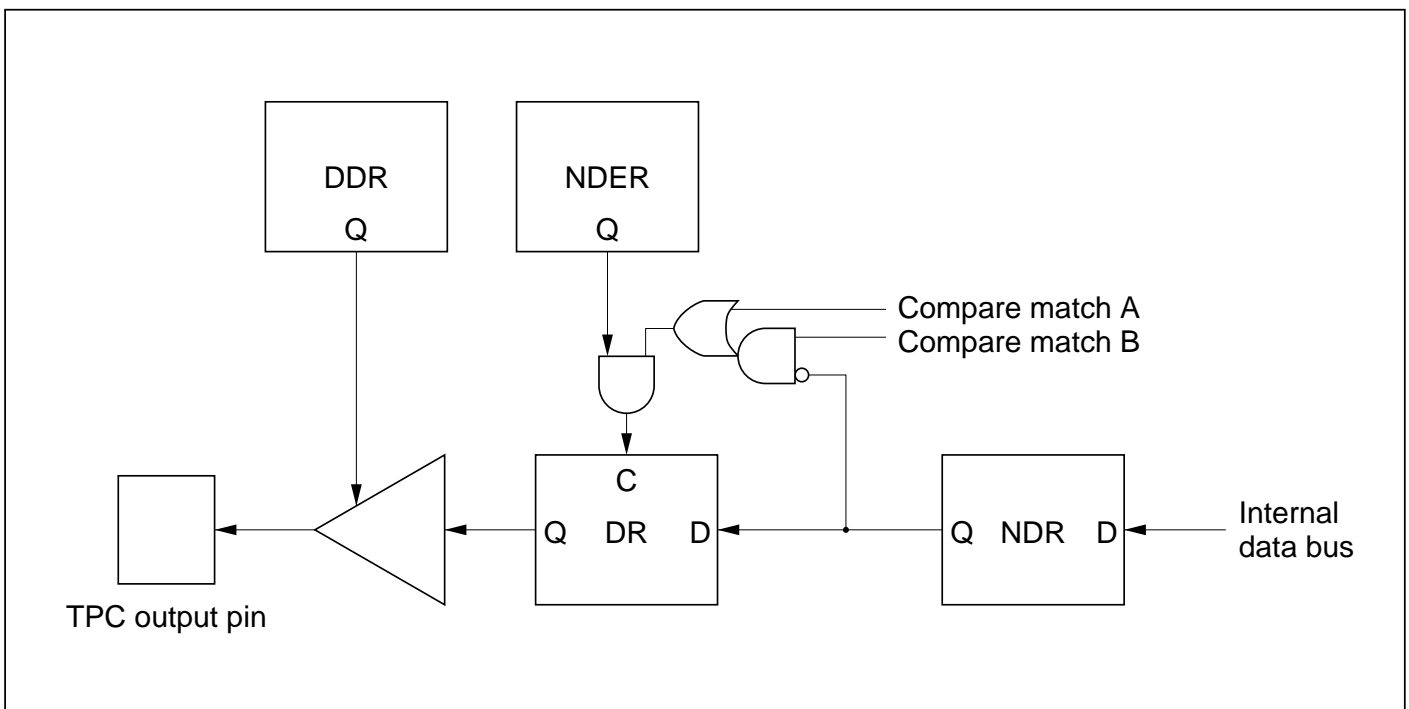 DDR
Q
NDER
Q
Compare match A
Compare match B
C
Q DR D
Q NDR D
Internal
data bus
TPC output pin